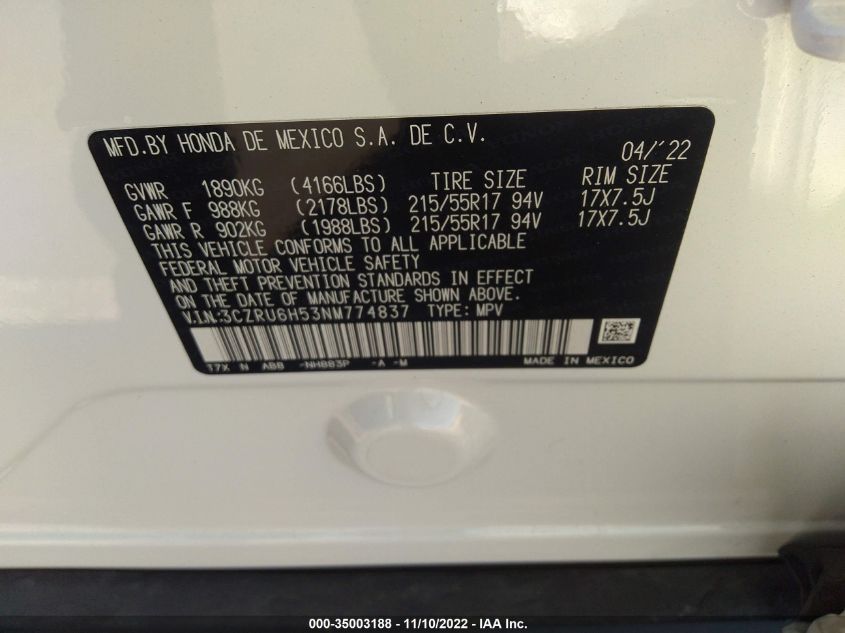 MFD.BY HONDA DE MEXICO S.A. DE C.V.
04/'22
GVWR 1890KG (4166LBS) TIRE SIZE RIM SIZE
GAWR F 988KG (2178LBS) 215/55R17 94V 17X7.5J
GAWR R 902KG (1988LBS) 215/55R17 94V 17X7.5J
THIS VEHICLE CONFORMS TO ALL APPLICABLE
FEDERAL MOTOR VEHICLE SAFETY
AND THEFT PREVENTION STANDARDS IN EFFECT
ON THE DATE OF MANUFACTURE SHOWN ABOVE.
V.I.N:3CZRU6H53NM774837 TYPE: MPV
T7X N ABB -NH883P -A -M MADE IN MEXICO
000-35003188 - 11/10/2022 - IAA Inc.